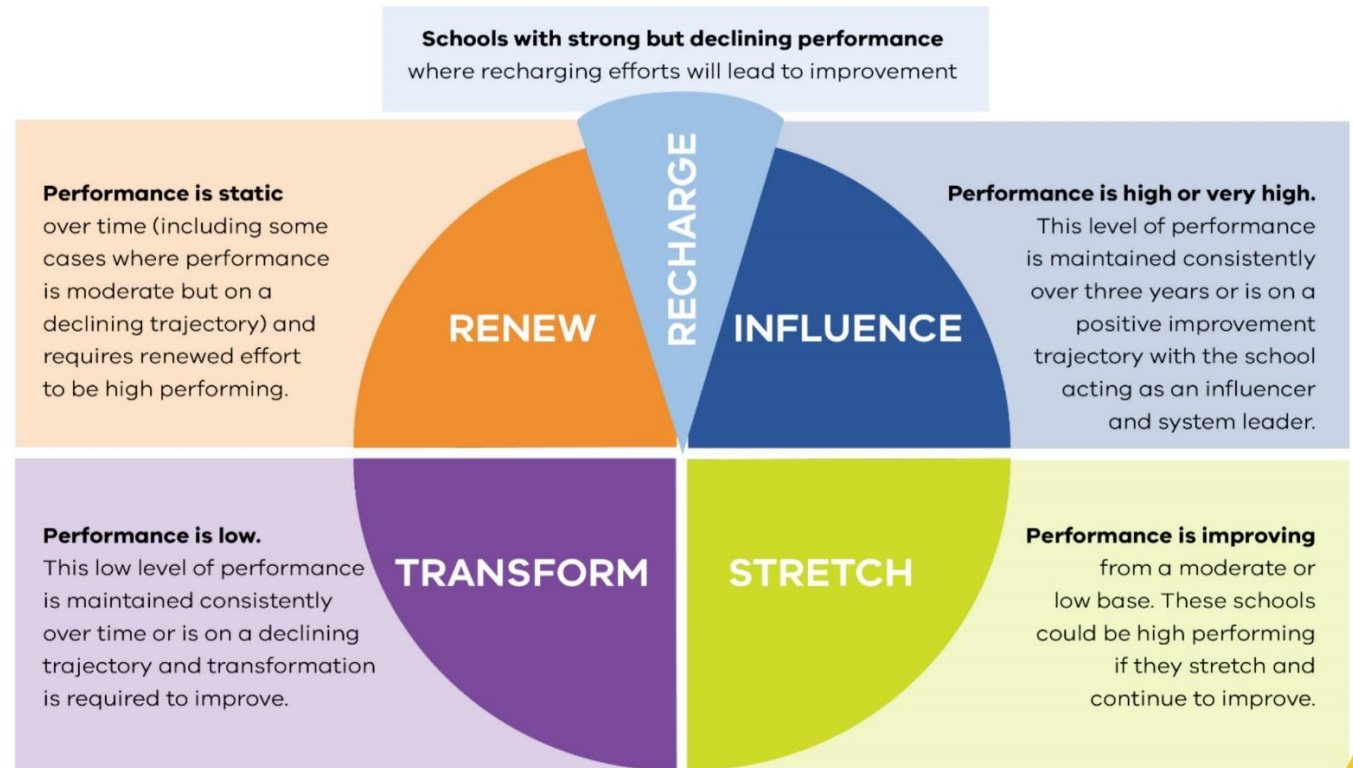 Schools with strong but declining performance
where recharging efforts will lead to improvement
RECHARGE
Performance is static
over time (including some
cases where performance
is moderate but on a
declining trajectory) and
requires renewed effort
to be high performing.
RENEW
INFLUENCE
Performance is high or very high.
This level of performance
is maintained consistently
over three years or is on a
positive improvement
trajectory with the school
acting as an influencer
and system leader.
Performance is low.
This low level of performance
is maintained consistently
over time or is on a declining
trajectory and transformation
is required to improve.
TRANSFORM
STRETCH
Performance is improving
from a moderate or
low base. These schools
could be high performing
if they stretch and
continue to improve.